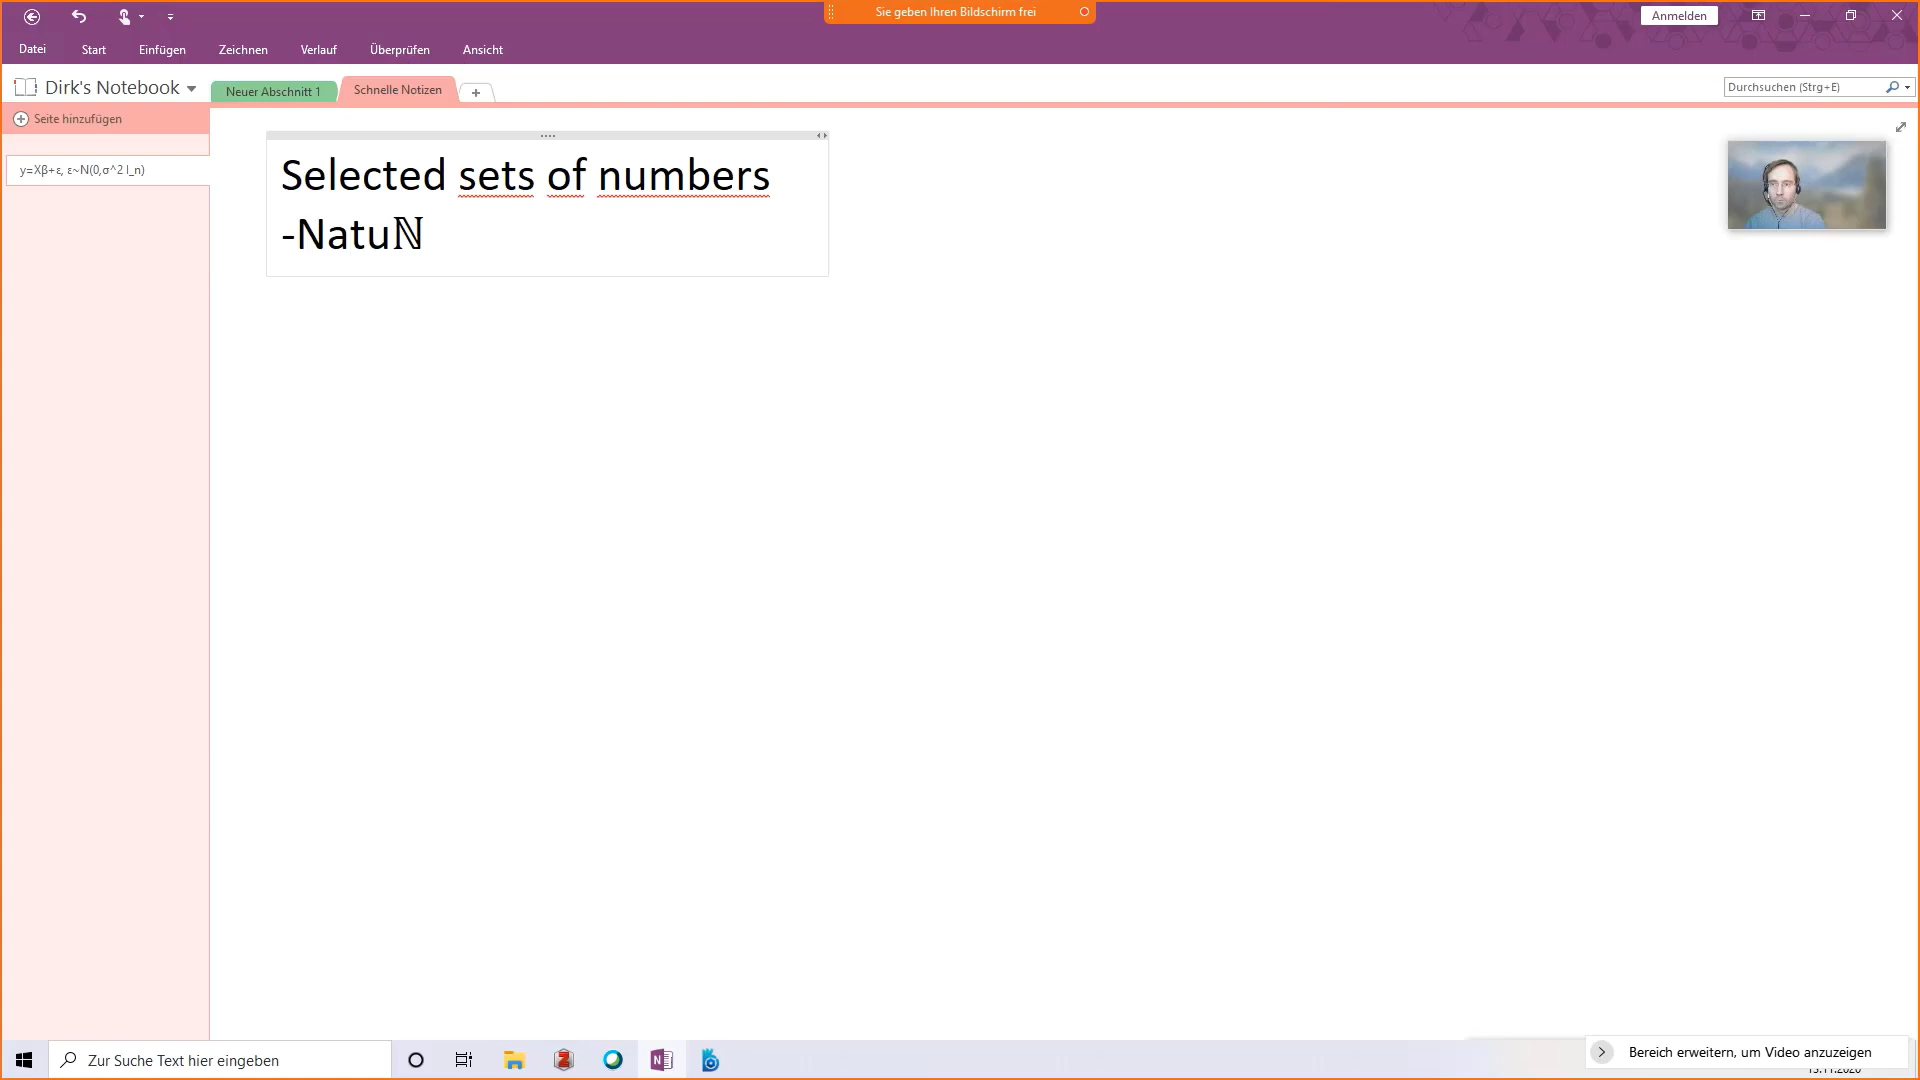 Sie geben Ihren Bildschirm frei
Anmelden
Datei
Start
Einfügen
Zeichnen
Verlauf
Überprüfen
Ansicht
Dirk's Notebook
Neuer Abschnitt 1
Schnelle Notizen
Durchsuchen (Strg+E)
Seite hinzufügen
y=Xβ+ε, ε~N(0,σ^2 I_n)
Selected sets of numbers
-Natuℕ
Zur Suche Text hier eingeben
Bereich erweitern, um Video anzuzeigen